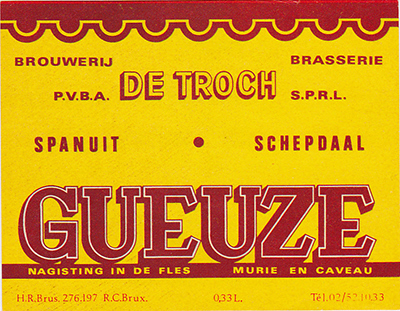 BROUWERIJ BRASSERIE
P.V.B.A. DE TROCH S.P.R.L.
SPANUIT • SCHEPDAAL
GUEUZE
NAGISTING IN DE FLES MURIE EN CAVEAU
H.R.Brus. 276.197 R.C.Brux. 0,33 L. Tél.02/52.10.33